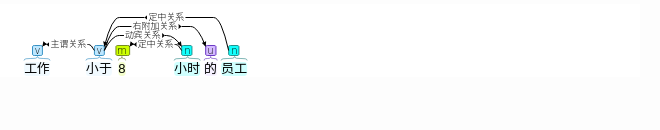 定中关系
右附加关系
动宾关系
主谓关系 定中关系
v v m n u n
工作 小于 8 小时 的 员工